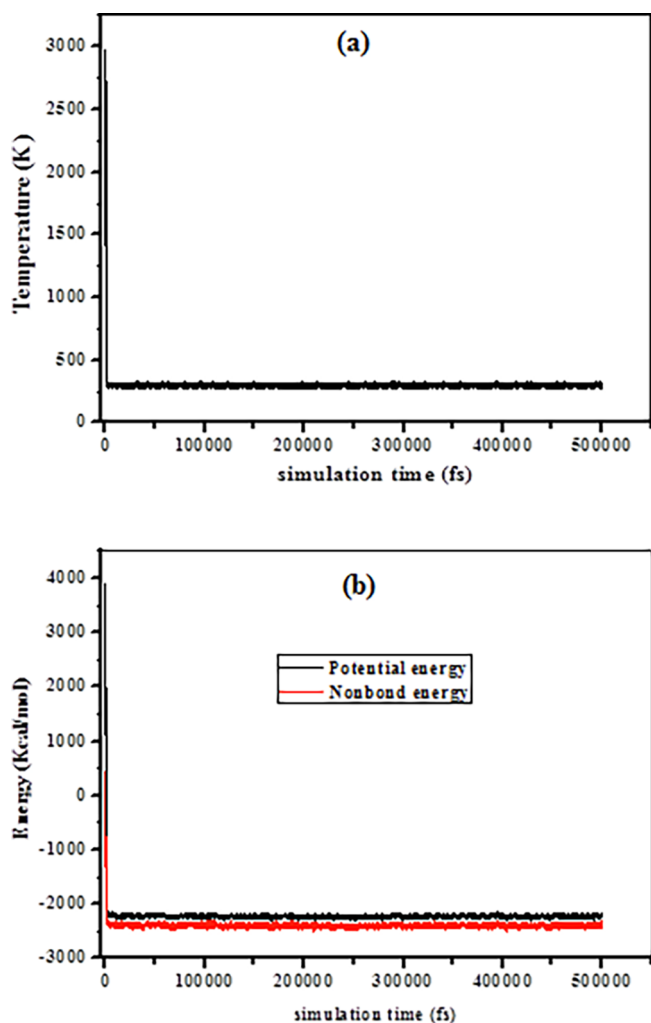 (a)
3000
2500
2000
1500
1000
500
0
Temperature (K)
0 100000 200000 300000 400000 500000
simulation time (fs)
(b)
4000
3000
2000
1000
0
-1000
-2000
-3000
Energy (Kcal/mol)
Potential energy
Nonbond energy
0 100000 200000 300000 400000 500000
simulation time (fs)